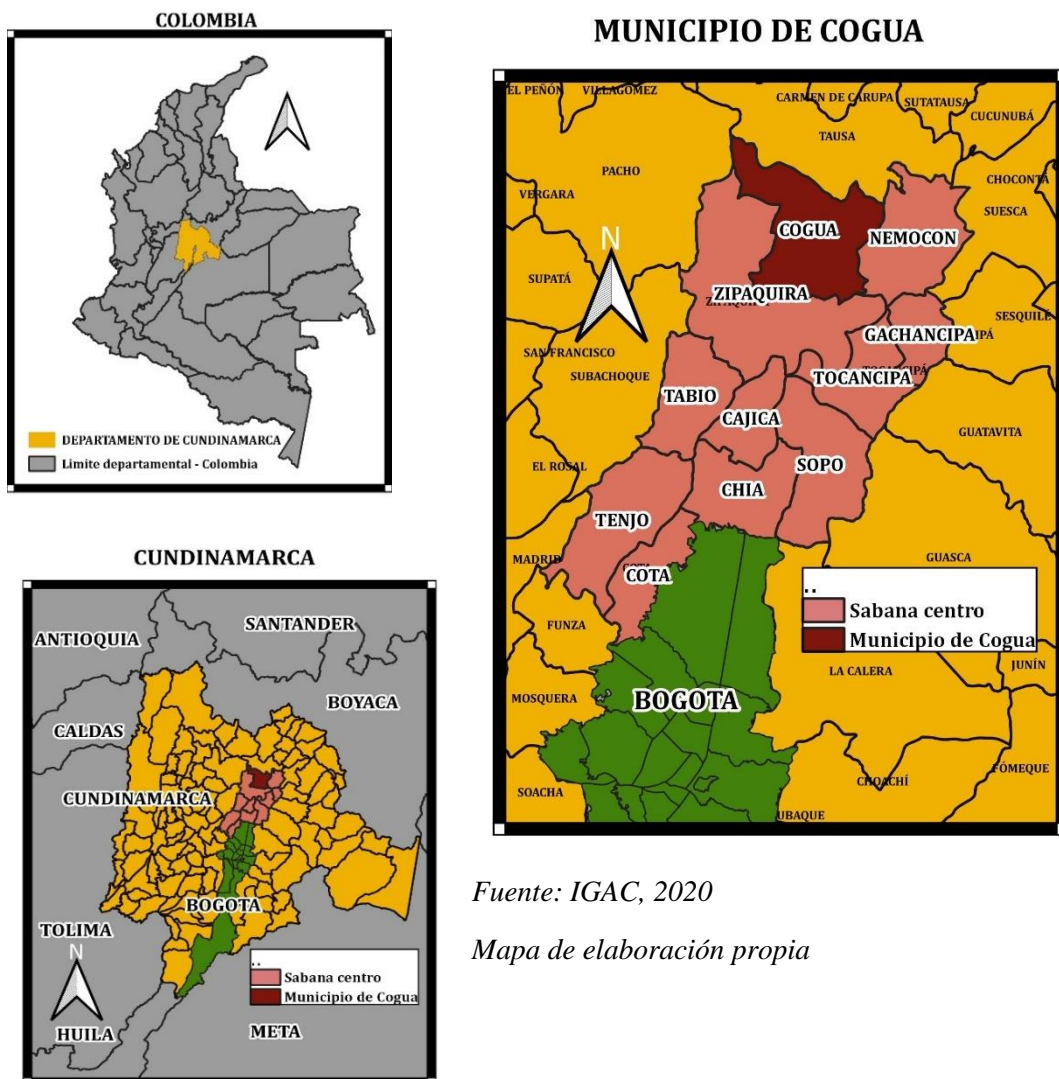 COLOMBIA
DEPARTAMENTO DE CUNDINAMARCA
Limite departamental - Colombia
CUNDINAMARCA
ANTIOQUIA
SANTANDER
BOYACA
CALDAS
CUNDINAMARCA
BOGOTA
TOLIMA
N
..
Sabana centro
Municipio de Cogua
HUILA
META
MUNICIPIO DE COGUA
EL PEÑÓN
VILLAGOMEZ
CARMEN DE CARUPA
SUTATAUSA
CUCUNUBÁ
TAUSA
PACHO
CHOCONTÁ
VERGARA
SUESCA
COGUA
NEMOCON
N
SUPATÁ
ZIPAQUIRA
SESQUILÉ
GACHANCIPA
IPÁ
SAN FRANCISCO
SUBACHOQUE
TOCANCIPA
TABIO
CAJICA
GUATAVITA
EL ROSAL
SOPO
CHIA
TENJO
MADRID
GUASCA
COTA
..
Sabana centro
FUNZA
Municipio de Cogua
JUNÍN
LA CALERA
MOSQUERA
BOGOTA
FÓMEQUE
CHOACHÍ
SOACHA
UBAQUE
Fuente: IGAC, 2020
Mapa de elaboración propia